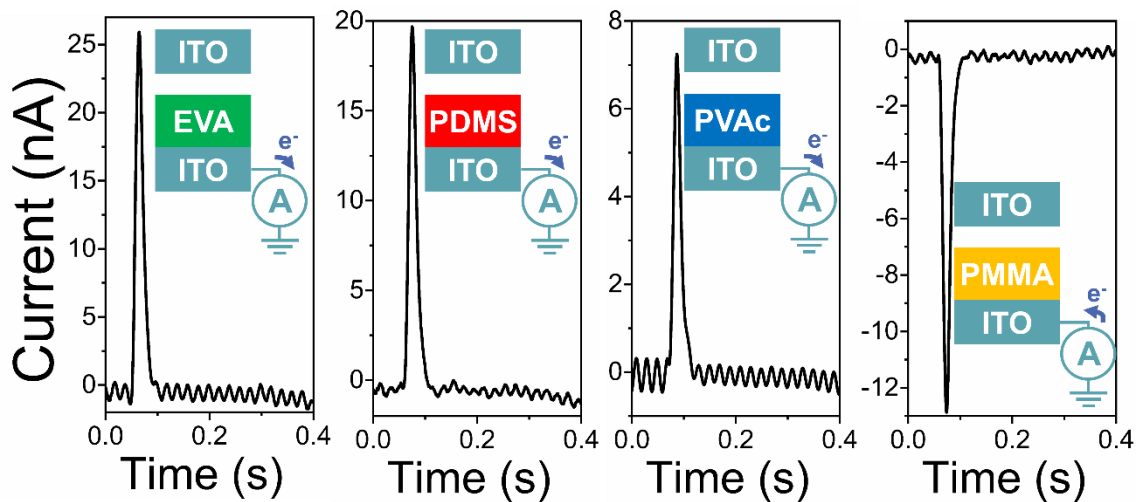 Current (nA)
25
20
15
10
5
0
0.0
0.2
0.4
Time (s)
ITO
EVA
ITO
e-
A
20
15
10
5
0
0.0
0.2
0.4
Time (s)
ITO
PDMS
ITO
e-
A
8
6
4
2
0
0.0
0.2
0.4
Time (s)
ITO
PVAc
ITO
e-
A
0
-2
-4
-6
-8
-10
-12
0.0
0.2
0.4
Time (s)
ITO
PMMA
ITO
e-
A